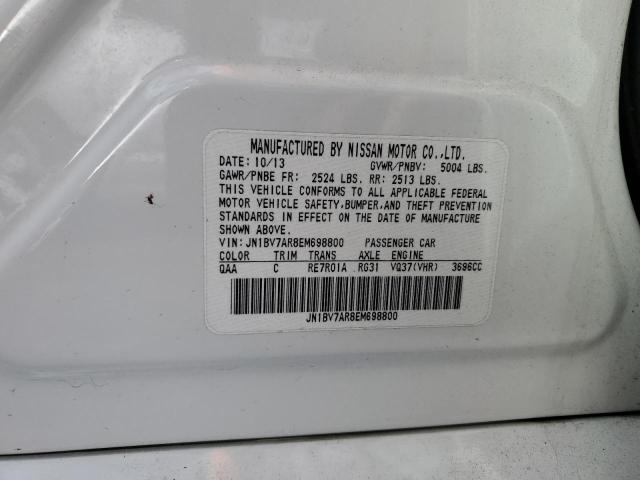 MANUFACTURED BY NISSAN MOTOR CO.,LTD.
DATE: 10/13 GVWR/PNBV: 5004 LBS.
GAWR/PNBE FR: 2524 LBS. RR: 2513 LBS.
THIS VEHICLE CONFORMS TO ALL APPLICABLE FEDERAL
MOTOR VEHICLE SAFETY,BUMPER,AND THEFT PREVENTION
STANDARDS IN EFFECT ON THE DATE OF MANUFACTURE
SHOWN ABOVE.
VIN: JN1BV7AR8EM698800 PASSENGER CAR
COLOR TRIM TRANS AXLE ENGINE
QAA C RE7R01A RG31 VQ37(VHR) 3696CC
JN1BV7AR8EM698800